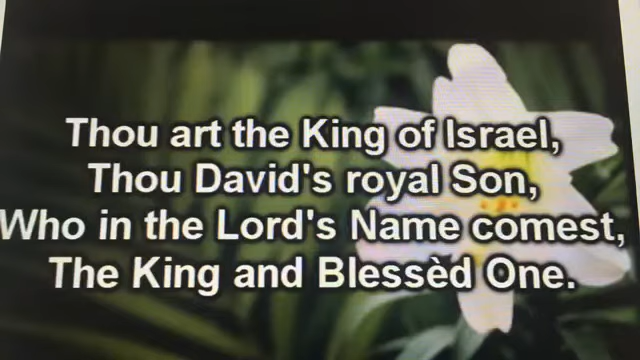 Thou art the King of Israel,
Thou David's royal Son,
Who in the Lord's Name comest,
The King and Blessèd One.